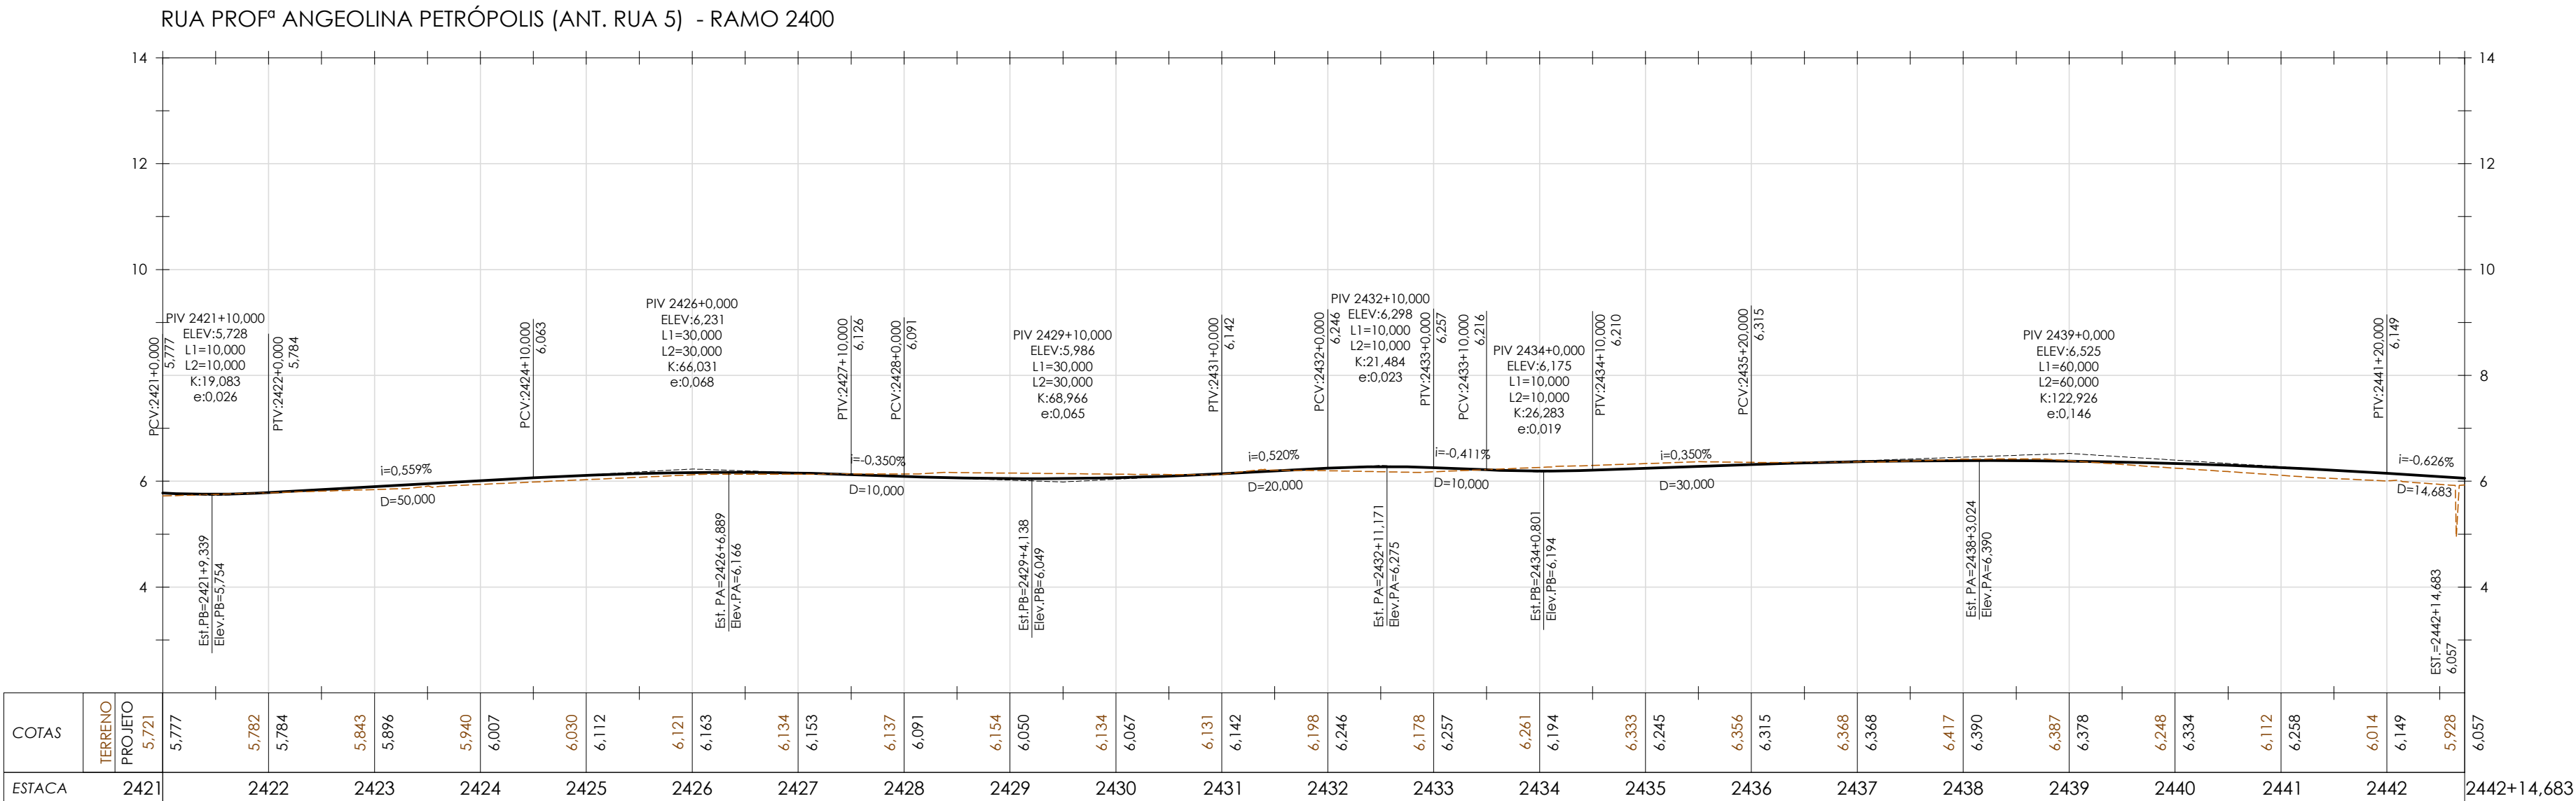 RUA PROFª ANGEOLINA PETRÓPOLIS (ANT. RUA 5) - RAMO 2400
14
12
10
8
6
4
14
12
10
8
6
4
PCV:2421+0,000
5,777
PIV 2421+10,000
ELEV:5,728
L1=10,000
L2=10,000
K:19,083
e:0,026
PTV:2422+0,000
5,784
i=0,559%
D=50,000
PCV:2424+10,000
6,063
PIV 2426+0,000
ELEV:6,231
L1=30,000
L2=30,000
K:66,031
e:0,068
PTV:2427+10,000
6,126
i=-0,350%
D=10,000
PCV:2428+0,000
6,091
PIV 2429+10,000
ELEV:5,986
L1=30,000
L2=30,000
K:68,966
e:0,065
PTV:2431+0,000
6,142
i=0,520%
D=20,000
PCV:2432+0,000
6,246
PIV 2432+10,000
ELEV:6,298
L1=10,000
L2=10,000
K:21,484
e:0,023
PTV:2433+0,000
6,257
i=-0,411%
D=10,000
PCV:2433+10,000
6,216
PIV 2434+0,000
ELEV:6,175
L1=10,000
L2=10,000
K:26,283
e:0,019
PTV:2434+10,000
6,210
i=0,350%
D=30,000
PCV:2435+20,000
6,315
PIV 2439+0,000
ELEV:6,525
L1=60,000
L2=60,000
K:122,926
e:0,146
PTV:2441+20,000
6,149
i=-0,626%
D=14,683
Est.PB=2421+9,339
Elev.PB=5,754
Est. PA=2426+6,889
Elev.PA=6,166
Est.PB=2429+4,138
Elev.PB=6,049
Est. PA=2432+11,171
Elev.PA=6,275
Est.PB=2434+0,801
Elev.PB=6,194
Est. PA=2438+3,024
Elev.PA=6,390
EST.=2442+14,683
6,057
COTAS
TERRENO
PROJETO
5,721 5,777
5,782 5,784
5,843 5,896
5,940 6,007
6,030 6,112
6,121 6,163
6,134 6,153
6,137 6,091
6,154 6,050
6,134 6,067
6,131 6,142
6,198 6,246
6,178 6,257
6,261 6,194
6,333 6,245
6,356 6,315
6,368 6,368
6,417 6,390
6,387 6,378
6,248 6,334
6,112 6,258
6,014 6,149
5,928 6,057
ESTACA 2421 2422 2423 2424 2425 2426 2427 2428 2429 2430 2431 2432 2433 2434 2435 2436 2437 2438 2439 2440 2441 2442 2442+14,683